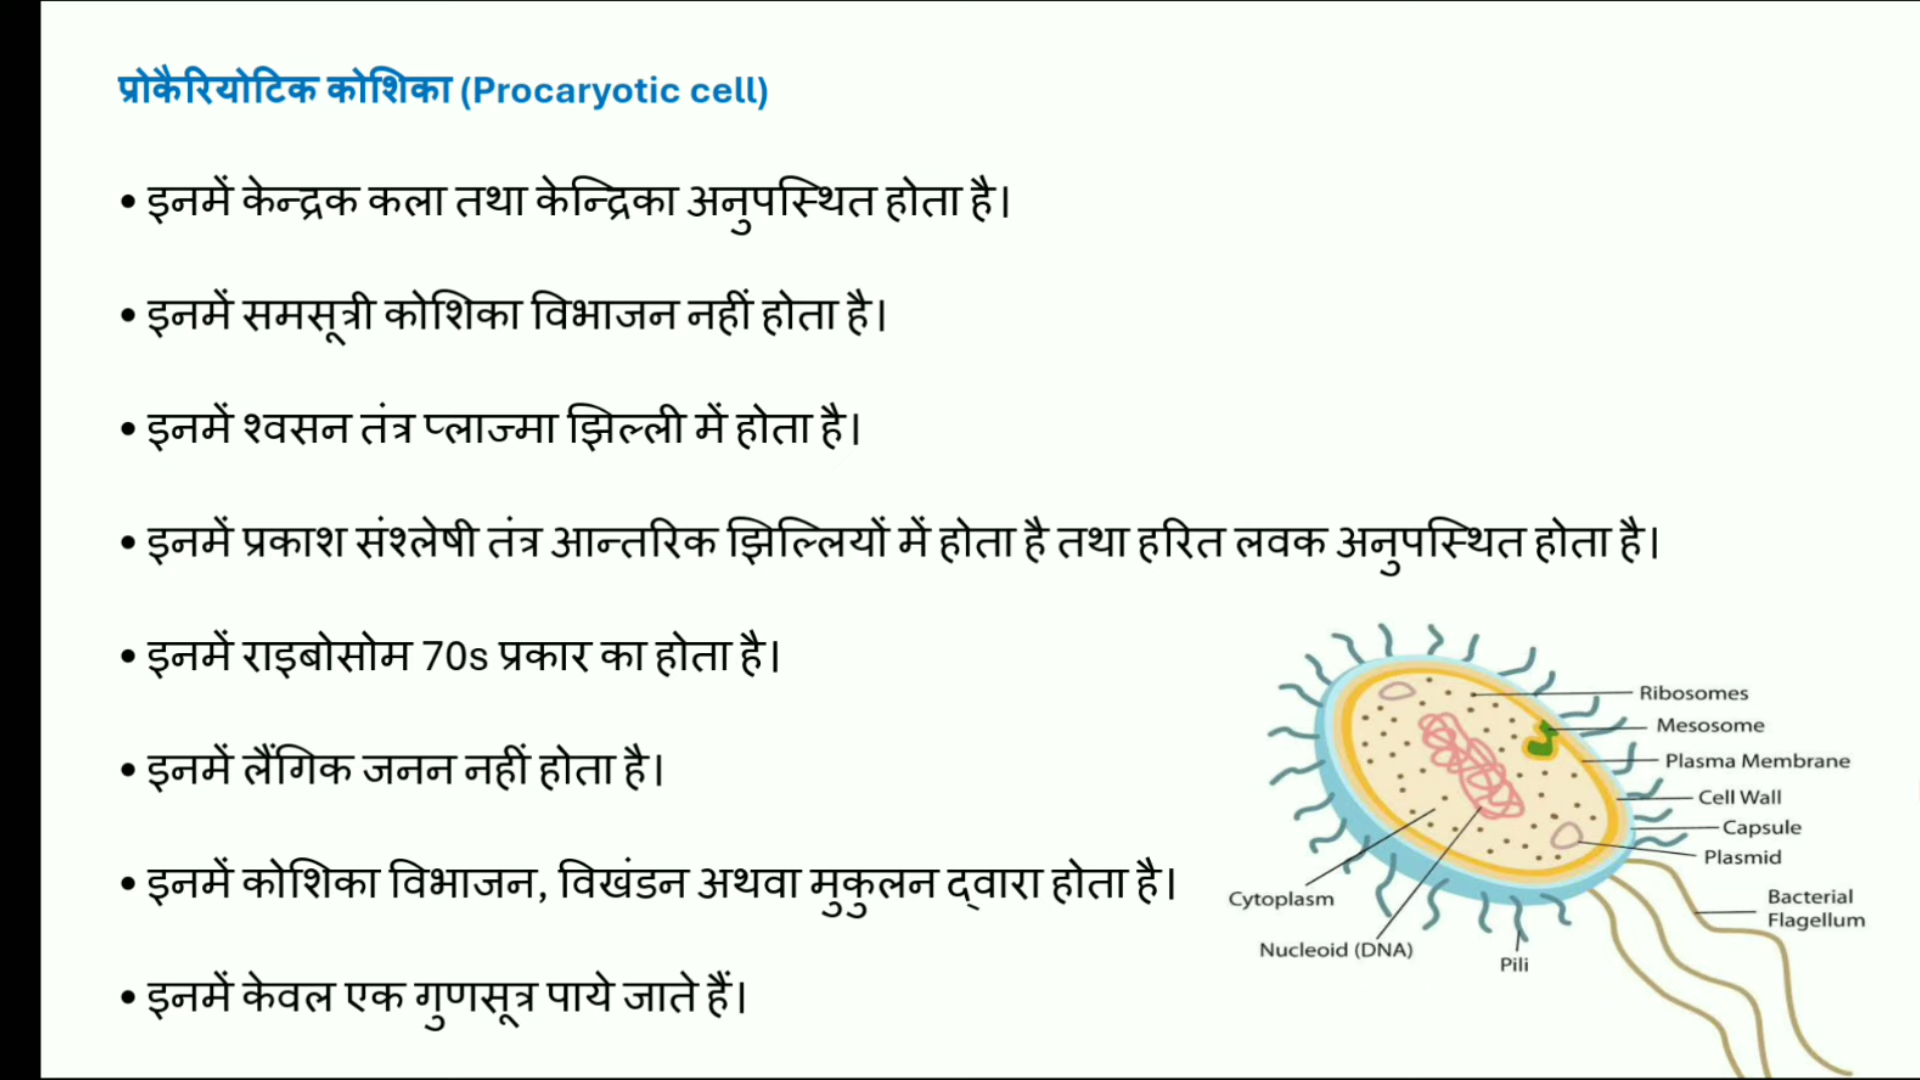 प्रोकैरियोटिक कोशिका (Procaryotic cell)
• इनमें केन्द्रक कला तथा केन्द्रिका अनुपस्थित होता है।
• इनमें समसूत्री कोशिका विभाजन नहीं होता है।
• इनमें श्वसन तंत्र प्लाज्मा झिल्ली में होता है।
• इनमें प्रकाश संश्लेषी तंत्र आन्तरिक झिल्लियों में होता है तथा हरित लवक अनुपस्थित होता है।
• इनमें राइबोसोम 70s प्रकार का होता है।
• इनमें लैंगिक जनन नहीं होता है।
• इनमें कोशिका विभाजन, विखंडन अथवा मुकुलन द्वारा होता है।
• इनमें केवल एक गुणसूत्र पाये जाते हैं।
Ribosomes
Mesosome
Plasma Membrane
Cell Wall
Capsule
Plasmid
Bacterial
Flagellum
Cytoplasm
Nucleoid (DNA)
Pili